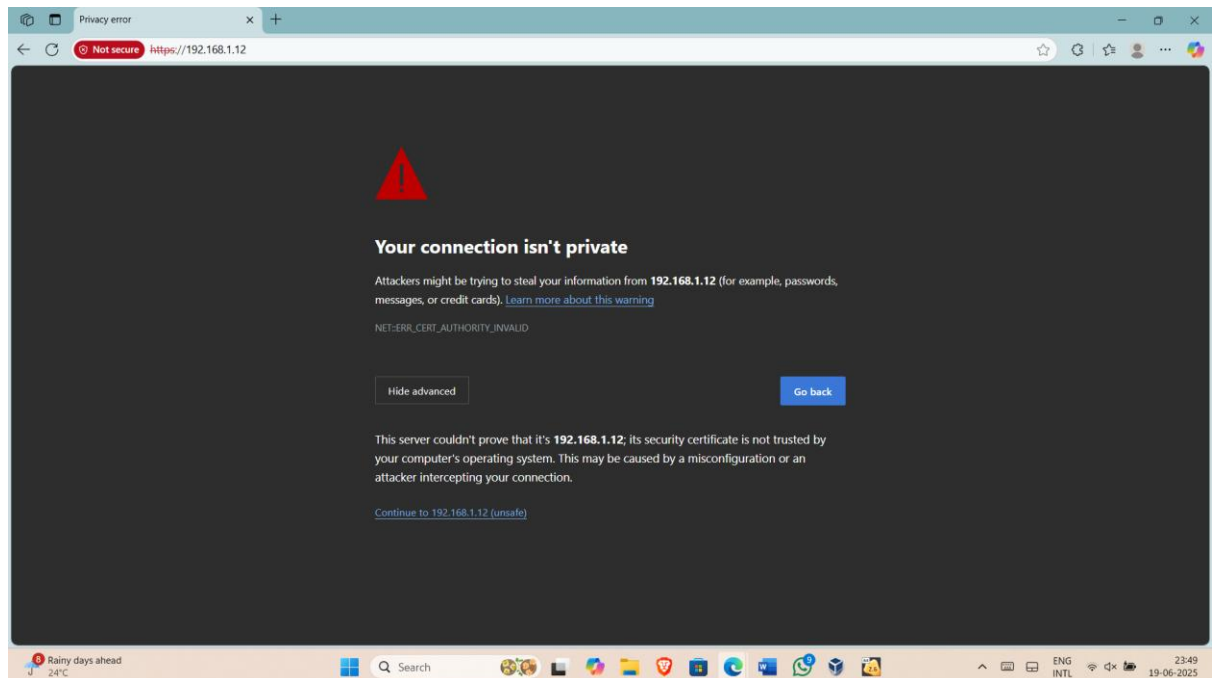 Privacy error
Not secure https://192.168.1.12
Your connection isn't private
Attackers might be trying to steal your information from 192.168.1.12 (for example, passwords,
messages, or credit cards). Learn more about this warning
NET::ERR_CERT_AUTHORITY_INVALID
Hide advanced
Go back
This server couldn't prove that it's 192.168.1.12; its security certificate is not trusted by
your computer's operating system. This may be caused by a misconfiguration or an
attacker intercepting your connection.
Continue to 192.168.1.12 (unsafe)
8
Rainy days ahead
24°C
Search
9
ENG
INTL
23:49
19-06-2025